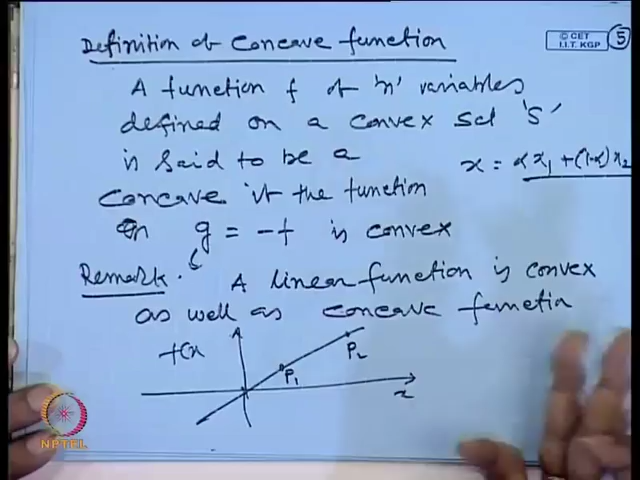 Definition of Concave function
© CET
I.I.T. KGP
5
A function f of 'n' variables
defined on a convex set 'S'
is said to be a
x = αx1 + (1-α)x2
Concave if the function
g = -f is convex
Remark. A linear function is convex
as well as concave function
f(x
P1
P2
x
NPTEL